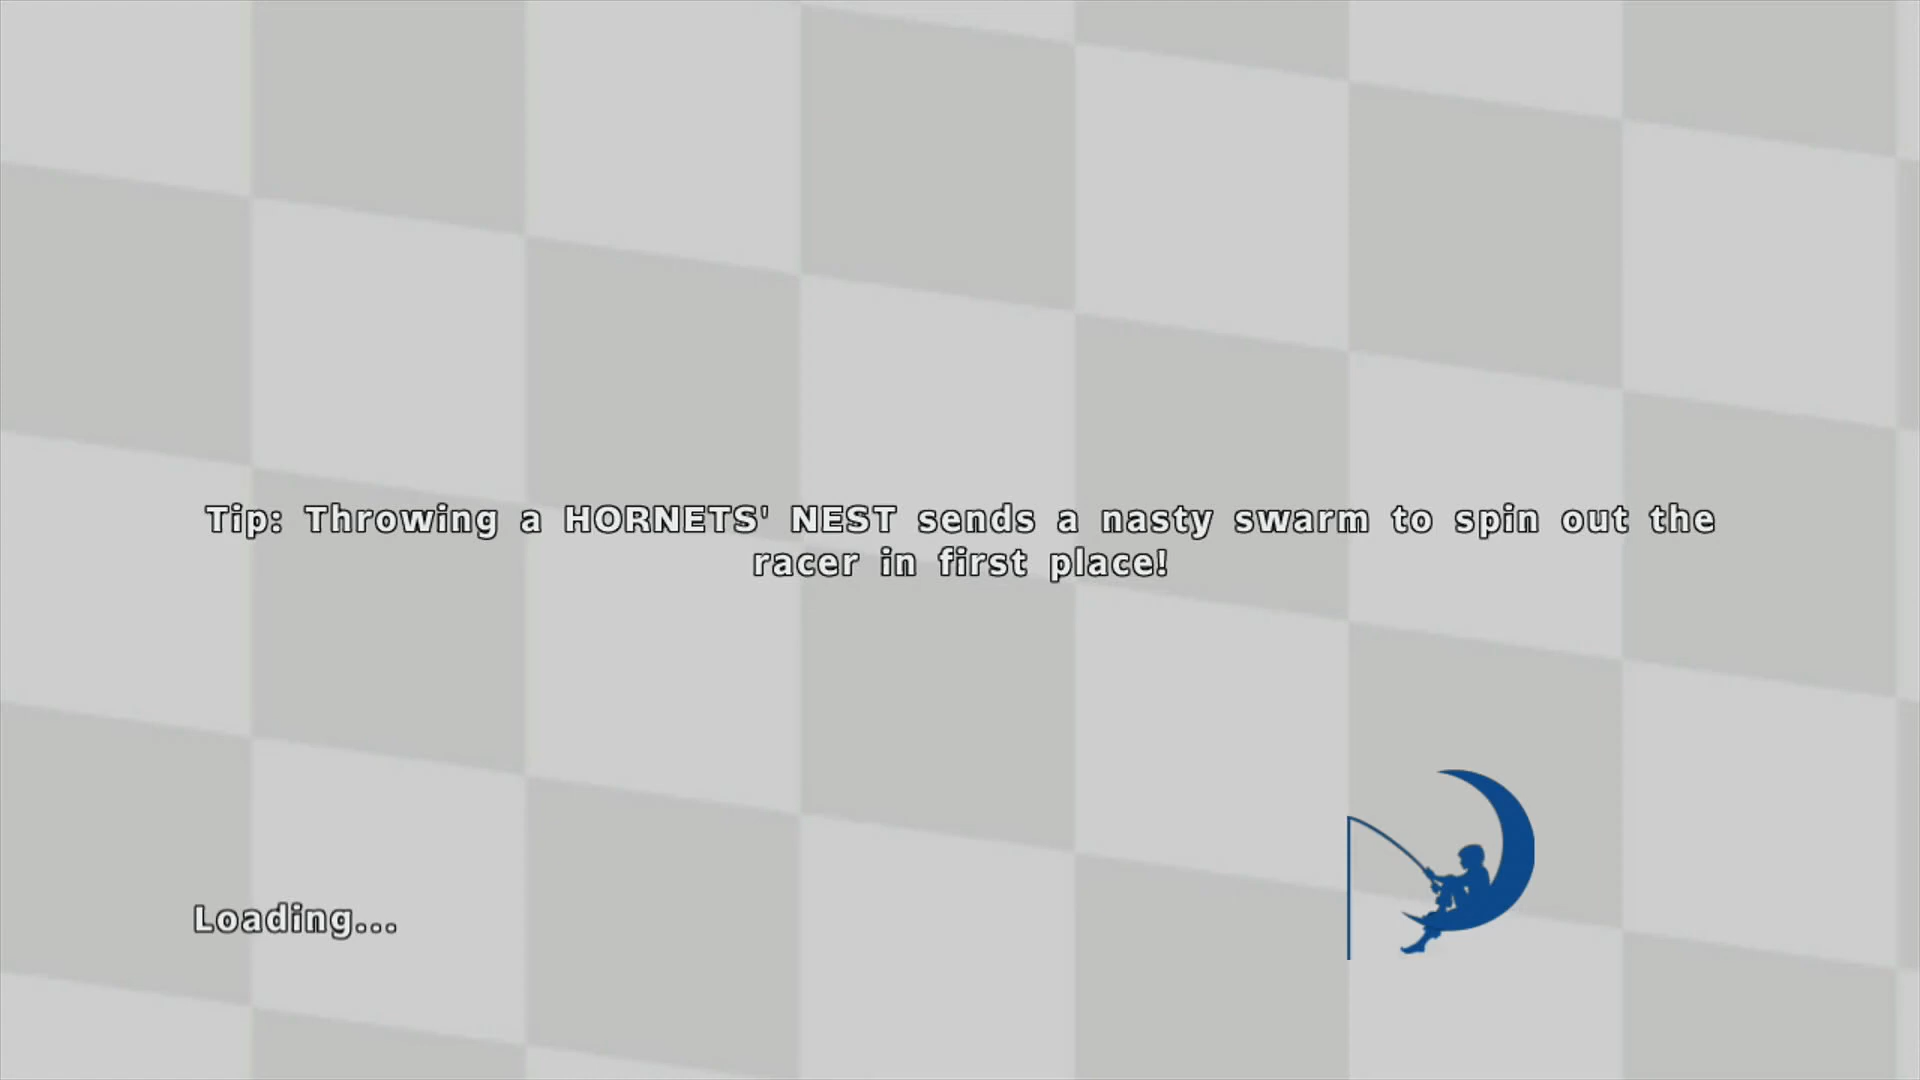 Tip: Throwing a HORNETS' NEST sends a nasty swarm to spin out the
racer in first place!
Loading...